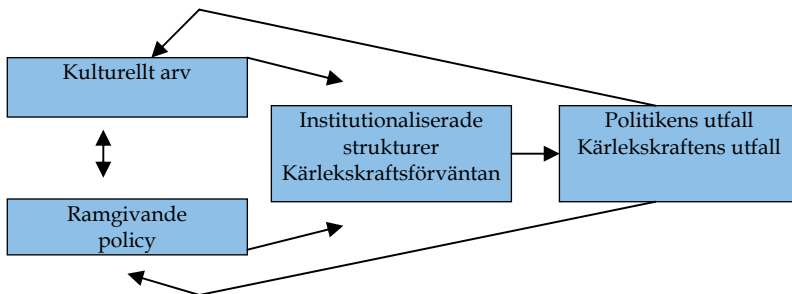 Kulturellt arv
Institutionaliserade
strukturer
Kärlekskraftsförväntan
Politikens utfall
Kärlekskraftens utfall
Ramgivande
policy